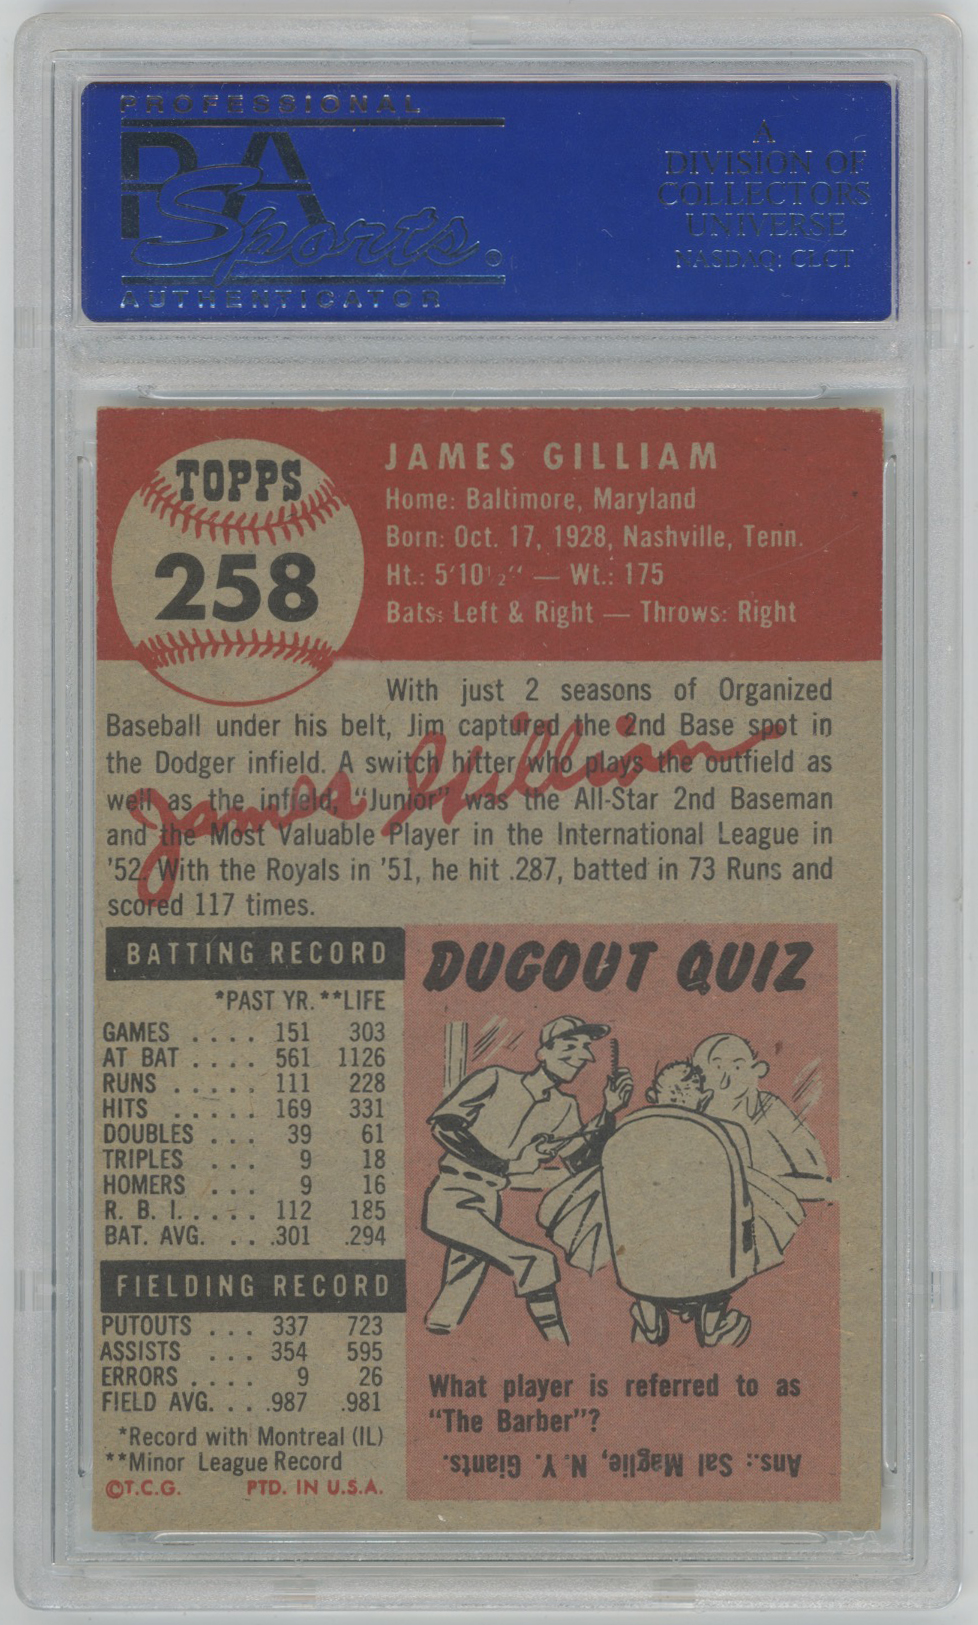 PROFESSIONAL
PSA
Sports®
AUTHENTICATOR
A
DIVISION OF
COLLECTORS
UNIVERSE
NASDAQ: CLCT
TOPPS
258
JAMES GILLIAM
Home: Baltimore, Maryland
Born: Oct. 17, 1928, Nashville, Tenn.
Ht.: 5'10½" — Wt.: 175
Bats: Left & Right — Throws: Right
With just 2 seasons of Organized
Baseball under his belt, Jim captured the 2nd Base spot in
the Dodger infield. A switch hitter who plays the outfield as
well as the infield, "Junior" was the All-Star 2nd Baseman
and the Most Valuable Player in the International League in
'52. With the Royals in '51, he hit .287, batted in 73 Runs and
scored 117 times.
James Gilliam
BATTING RECORD
*PAST YR. **LIFE
GAMES . . . . 151 303
AT BAT . . . . . 561 1126
RUNS . . . . . 111 228
HITS . . . . . 169 331
DOUBLES . . . 39 61
TRIPLES . . . 9 18
HOMERS . . . 9 16
R. B. I. . . . . 112 185
BAT. AVG. . . . .301 .294
FIELDING RECORD
PUTOUTS . . . 337 723
ASSISTS . . . 354 595
ERRORS . . . . 9 26
FIELD AVG. . . . .987 .981
*Record with Montreal (IL)
**Minor League Record
©T.C.G. PTD. IN U.S.A.
DUGOUT QUIZ
What player is referred to as
"The Barber"?
Ans.: Sal Maglie, N. Y. Giants.